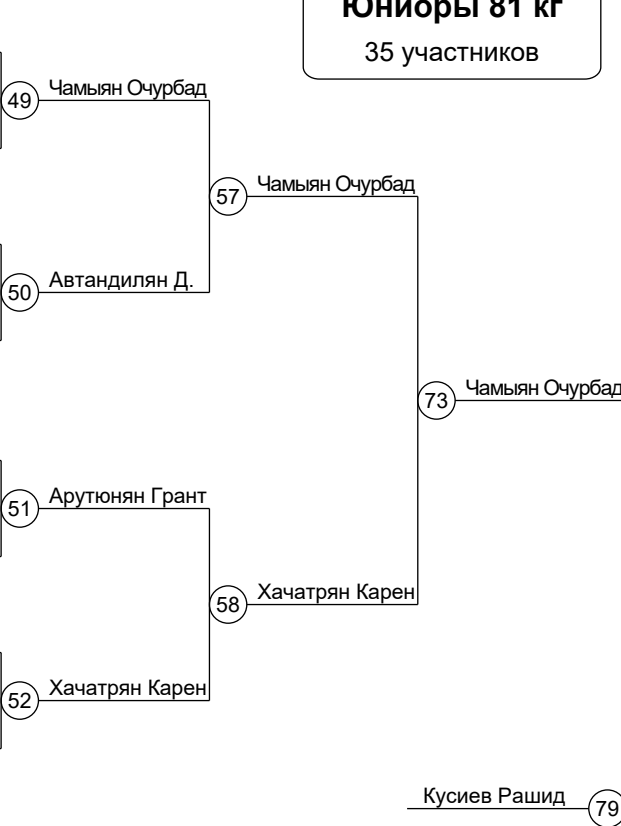 Юниоры 81 кг
35 участников
49 Чамыян Очурбад
57 Чамыян Очурбад
50 Автандилян Д.
73 Чамыян Очурбад
51 Арутюнян Грант
58 Хачатрян Карен
52 Хачатрян Карен
Кусиев Рашид 79